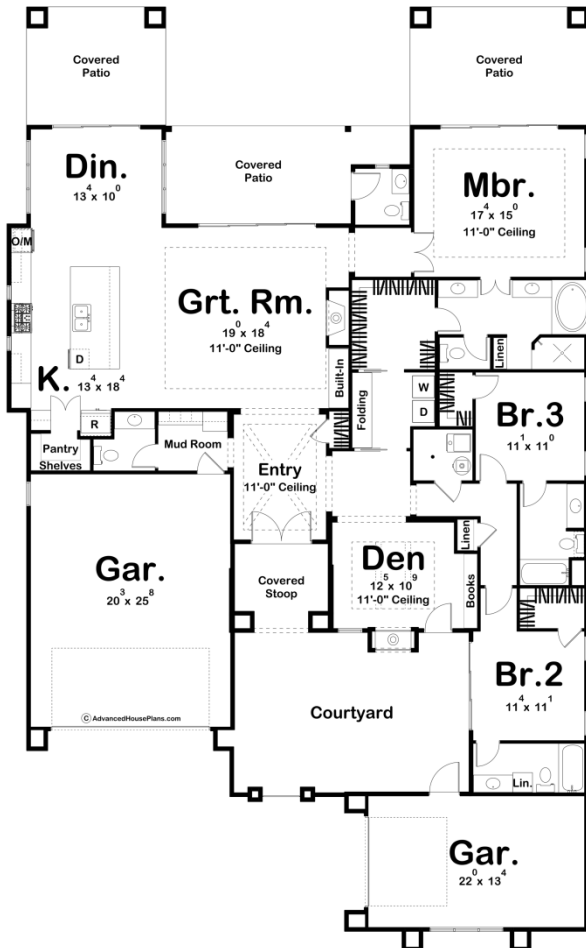 Covered
Patio
Covered
Patio
Din.
13⁴ x 10⁰
Covered
Patio
Mbr.
17⁴ x 15⁰
11'-0" Ceiling
O/M
Grt. Rm.
19⁰ x 18⁴
11'-0" Ceiling
D
K. 13⁴ x 18⁴
R
Built-In
Folding
W
D
Linen
Br.3
11¹ x 11⁰
Pantry
Shelves
Mud Room
Entry
11'-0" Ceiling
Gar.
20³ x 25⁸
Covered
Stoop
Den
12⁵ x 10⁹
11'-0" Ceiling
Linen
Books
Br.2
11⁴ x 11¹
Courtyard
© AdvancedHousePlans.com
Lin.
Gar.
22⁰ x 13⁴